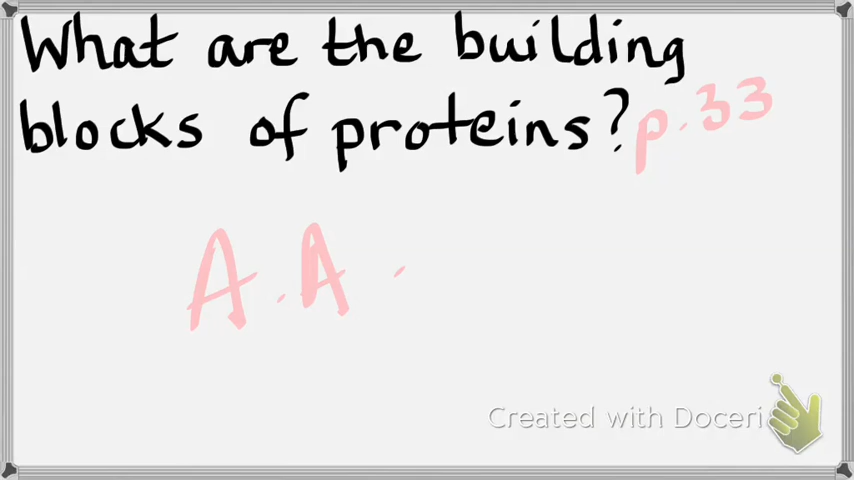 What are the building
blocks of proteins? p.33
A.A.
Created with Doceri